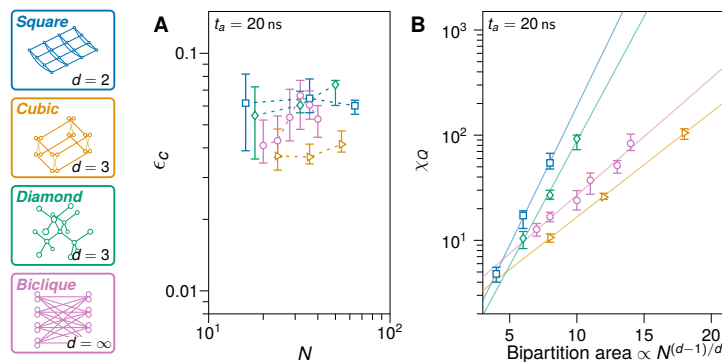 Square
d = 2
Cubic
d = 3
Diamond
d = 3
Biclique
d = ∞
A
t_a = 20 ns
ϵ_C
0.1
0.01
10^1
10^2
N
B
t_a = 20 ns
χ_Q
10^3
10^2
10^1
5
10
15
20
Bipartition area ∝ N^(d−1)/d